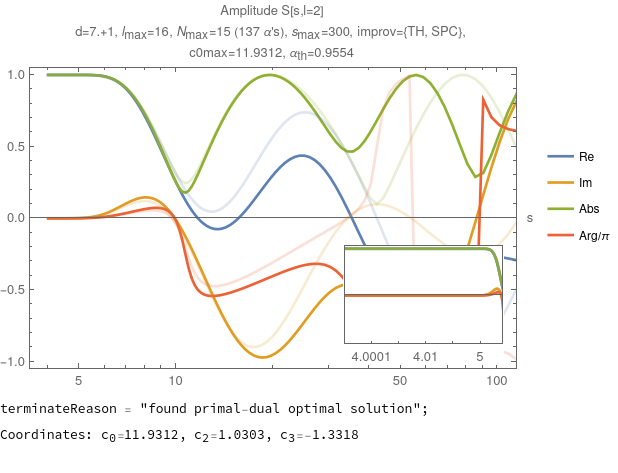 Amplitude S[s,l=2]
d=7.+1, lmax=16, Nmax=15 (137 α's), smax=300, improv={TH, SPC},
c0max=11.9312, αth=0.9554
1.0
0.5
0.0
-0.5
-1.0
s
5
10
50
100
4.0001
4.01
5
Re
Im
Abs
Arg/π
terminateReason = "found primal-dual optimal solution";
Coordinates: c0=11.9312, c2=1.0303, c3=-1.3318